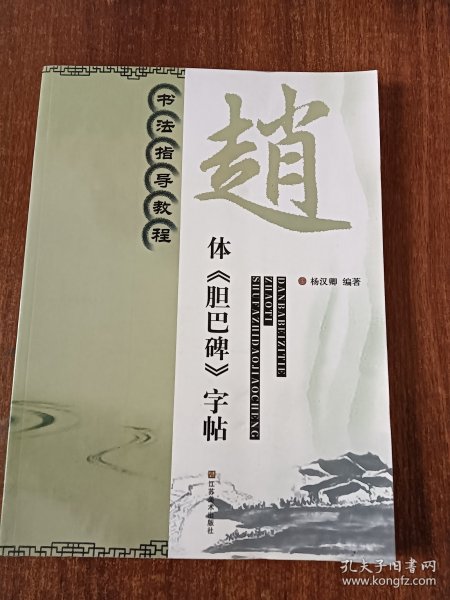 书法指导教程
趙
体《胆巴碑》字帖
DANBABEIZITIE
ZHAOTI
SHUFAZHIDAOJIAOCHENG
杨汉卿 编著
江苏美术出版社
孔夫子旧书网
www.kongfz.com